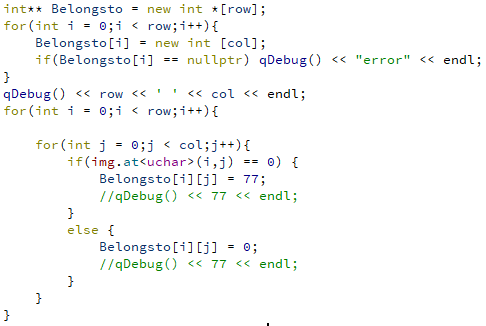 int** Belongsto = new int *[row];
for(int i = 0;i < row;i++){
    Belongsto[i] = new int [col];
    if(Belongsto[i] == nullptr) qDebug() << "error" << endl;
}
qDebug() << row << ' ' << col << endl;
for(int i = 0;i < row;i++){

    for(int j = 0;j < col;j++){
        if(img.at<uchar>(i,j) == 0) {
            Belongsto[i][j] = 77;
            //qDebug() << 77 << endl;
        }
        else {
            Belongsto[i][j] = 0;
            //qDebug() << 77 << endl;
        }
    }
}